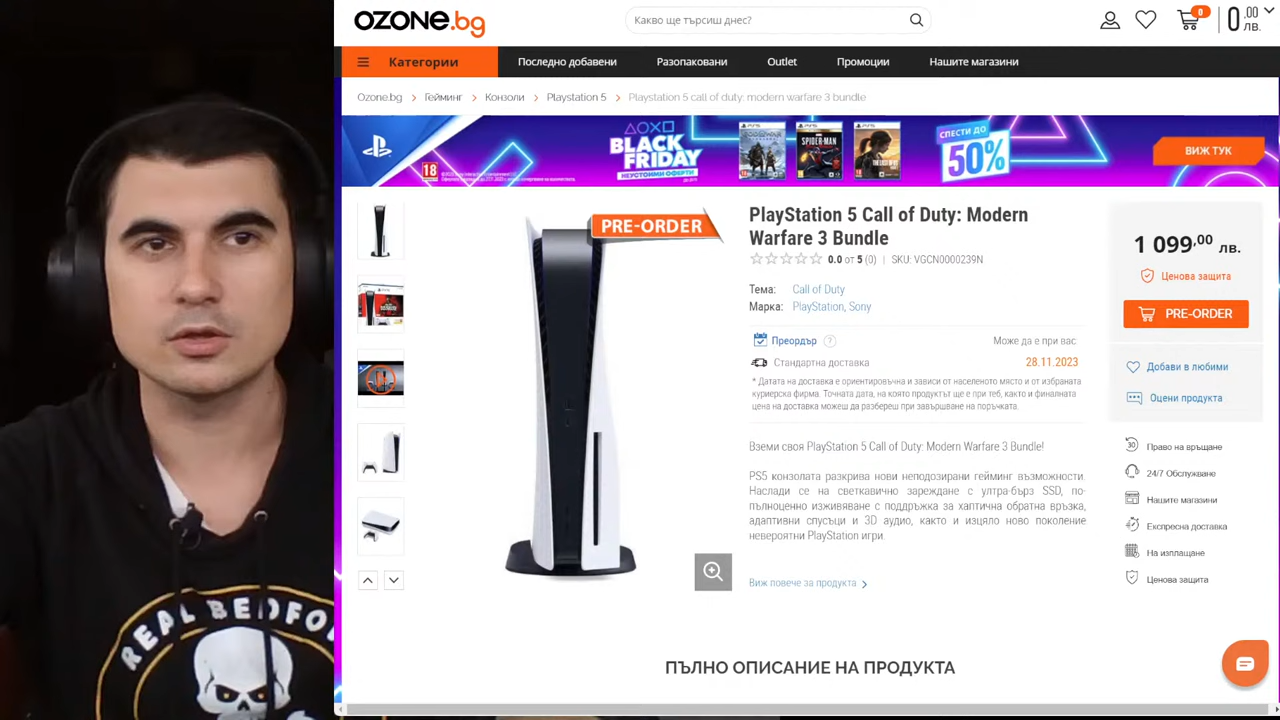 OZONE.bg
Какво ще търсиш днес?
0
0 .00 лв.
Категории
Последно добавени
Разопаковани
Outlet
Промоции
Нашите магазини
Ozone.bg > Гейминг > Конзоли > Playstation 5 > Playstation 5 call of duty: modern warfare 3 bundle
18
BLACK
FRIDAY
НЕУСТОИМИ ОФЕРТИ
PS5
PS5
PS5
SPIDER-MAN
СПЕСТИ ДО
50%
ВИЖ ТУК
PRE-ORDER
PlayStation 5 Call of Duty: Modern
Warfare 3 Bundle
0.0 от 5 (0) | SKU: VGCN0000239N
Тема: Call of Duty
Марка: PlayStation, Sony
Преордър ? Може да е при вас:
Стандартна доставка 28.11.2023
* Датата на доставка е ориентировъчна и зависи от населеното място и от избраната
куриерска фирма. Точната дата, на която продуктът ще е при теб, както и финалната
цена на доставка можеш да разбереш при завършване на поръчката.
Вземи своя PlayStation 5 Call of Duty: Modern Warfare 3 Bundle!
PS5 конзолата разкрива нови неподозирани гейминг възможности.
Наслади се на светкавично зареждане с ултра-бърз SSD, по-
пълноценно изживяване с поддръжка за хаптична обратна връзка,
адаптивни спусъци и 3D аудио, както и изцяло ново поколение
невероятни PlayStation игри.
Виж повече за продукта >
1 099,00 лв.
Ценова защита
PRE-ORDER
Добави в любими
Оцени продукта
30 Право на връщане
24/7 Обслужване
Нашите магазини
Експресна доставка
На изплащане
Ценова защита
ПЪЛНО ОПИСАНИЕ НА ПРОДУКТА
REAL BEDFOR